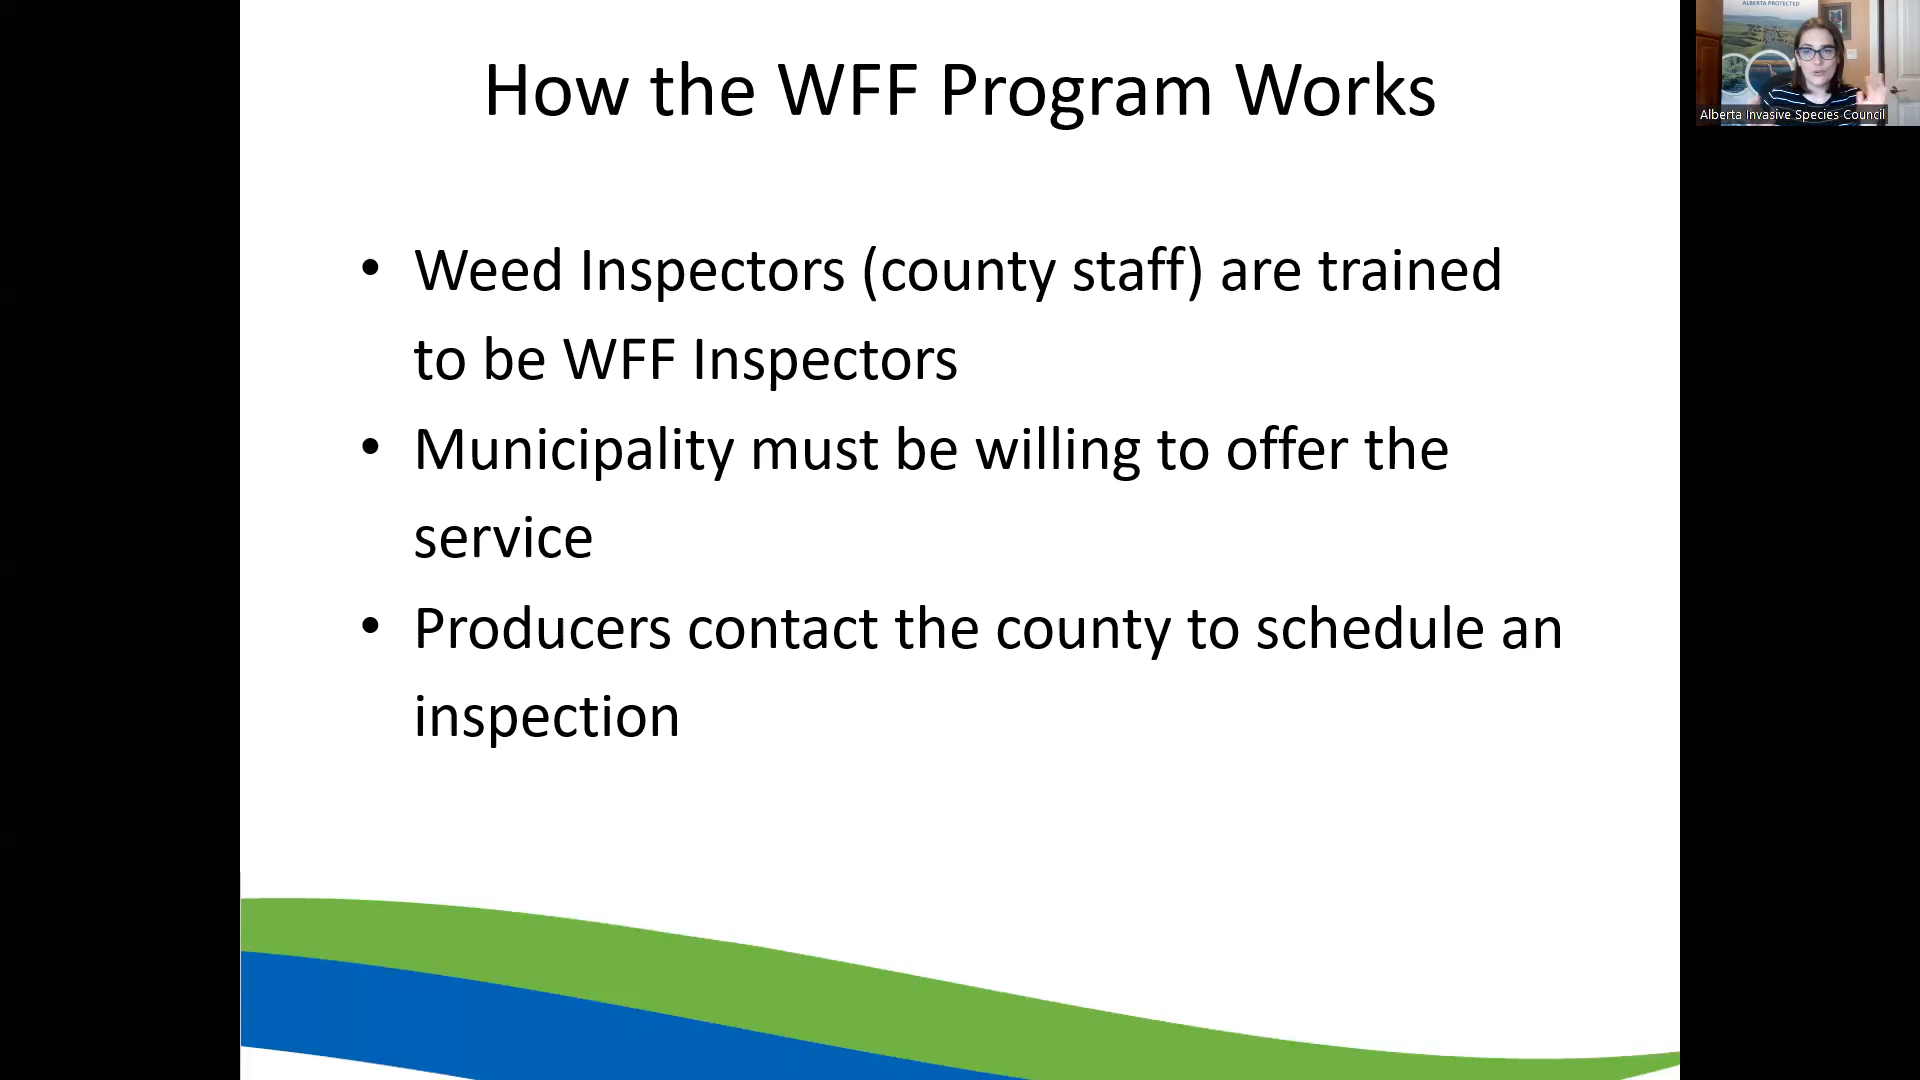 How the WFF Program Works
• Weed Inspectors (county staff) are trained
to be WFF Inspectors
• Municipality must be willing to offer the
service
• Producers contact the county to schedule an
inspection
ALBERTA PROTECTED
Alberta Invasive Species Council